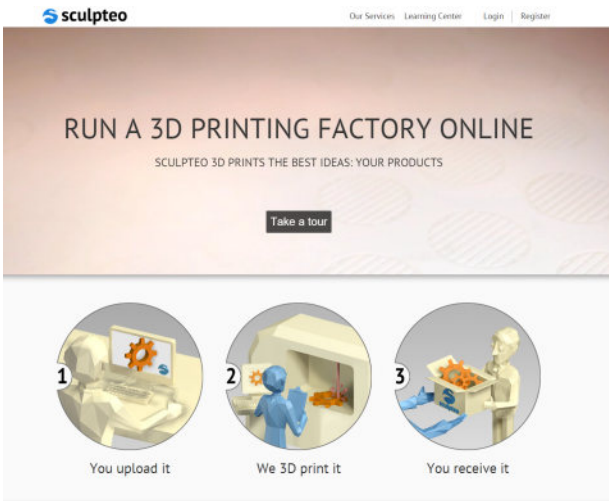 sculpteo
Our Services Learning Center Login Register
RUN A 3D PRINTING FACTORY ONLINE
SCULPTEO 3D PRINTS THE BEST IDEAS: YOUR PRODUCTS
Take a tour
1 2 3
You upload it We 3D print it You receive it